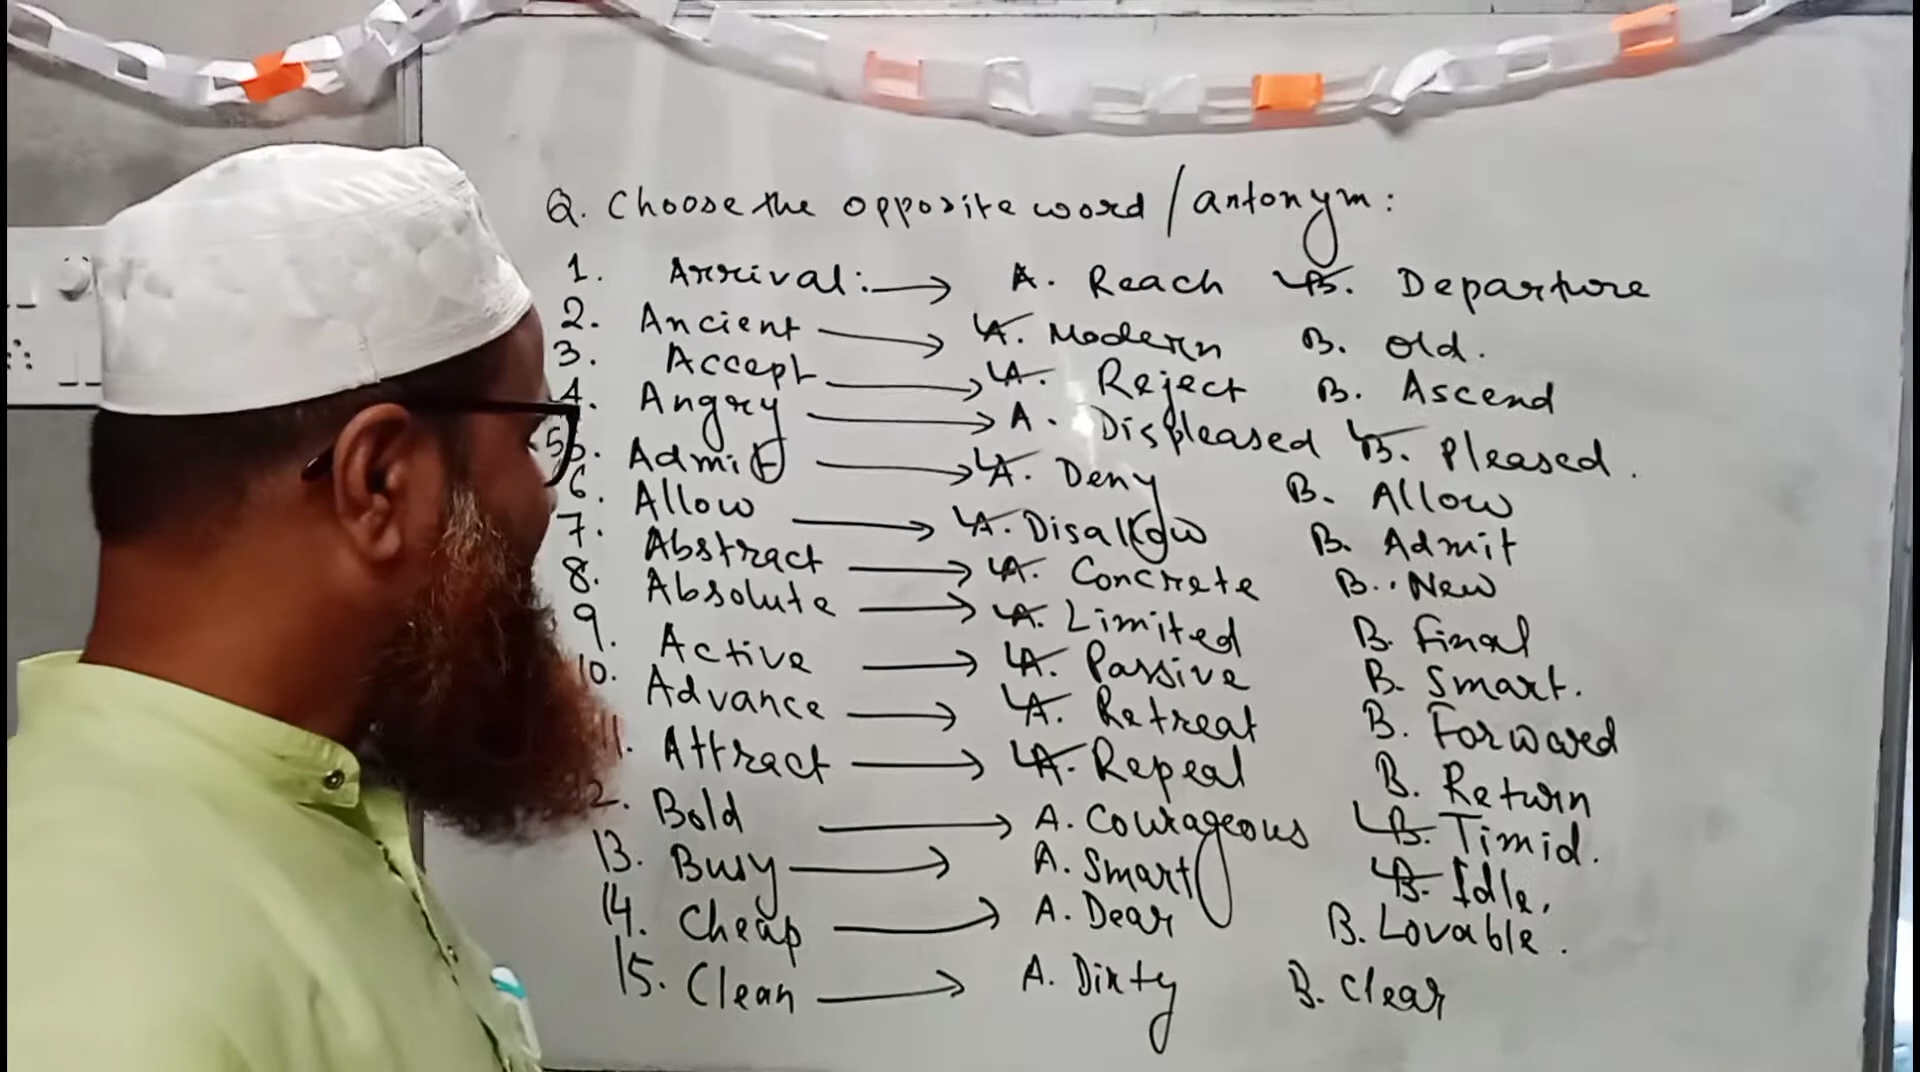 Q. Choose the opposite word / antonym:
1. Arrival: → A. Reach B. Departure
2. Ancient → A. Modern B. Old.
3. Accept → A. Reject B. Ascend
4. Angry → A. Displeased B. Pleased.
5. Admit → A. Deny B. Allow
6. Allow → A. Disallow B. Admit
7. Abstract → A. Concrete B. New
8. Absolute → A. Limited B. Final
9. Active → A. Passive B. Smart.
10. Advance → A. Retreat B. Forward
11. Attract → A. Repeal B. Return
2. Bold → A. Courageous B. Timid.
13. Busy → A. Smart B. Idle.
14. Cheap → A. Dear B. Lovable.
15. Clean → A. Dirty B. Clear